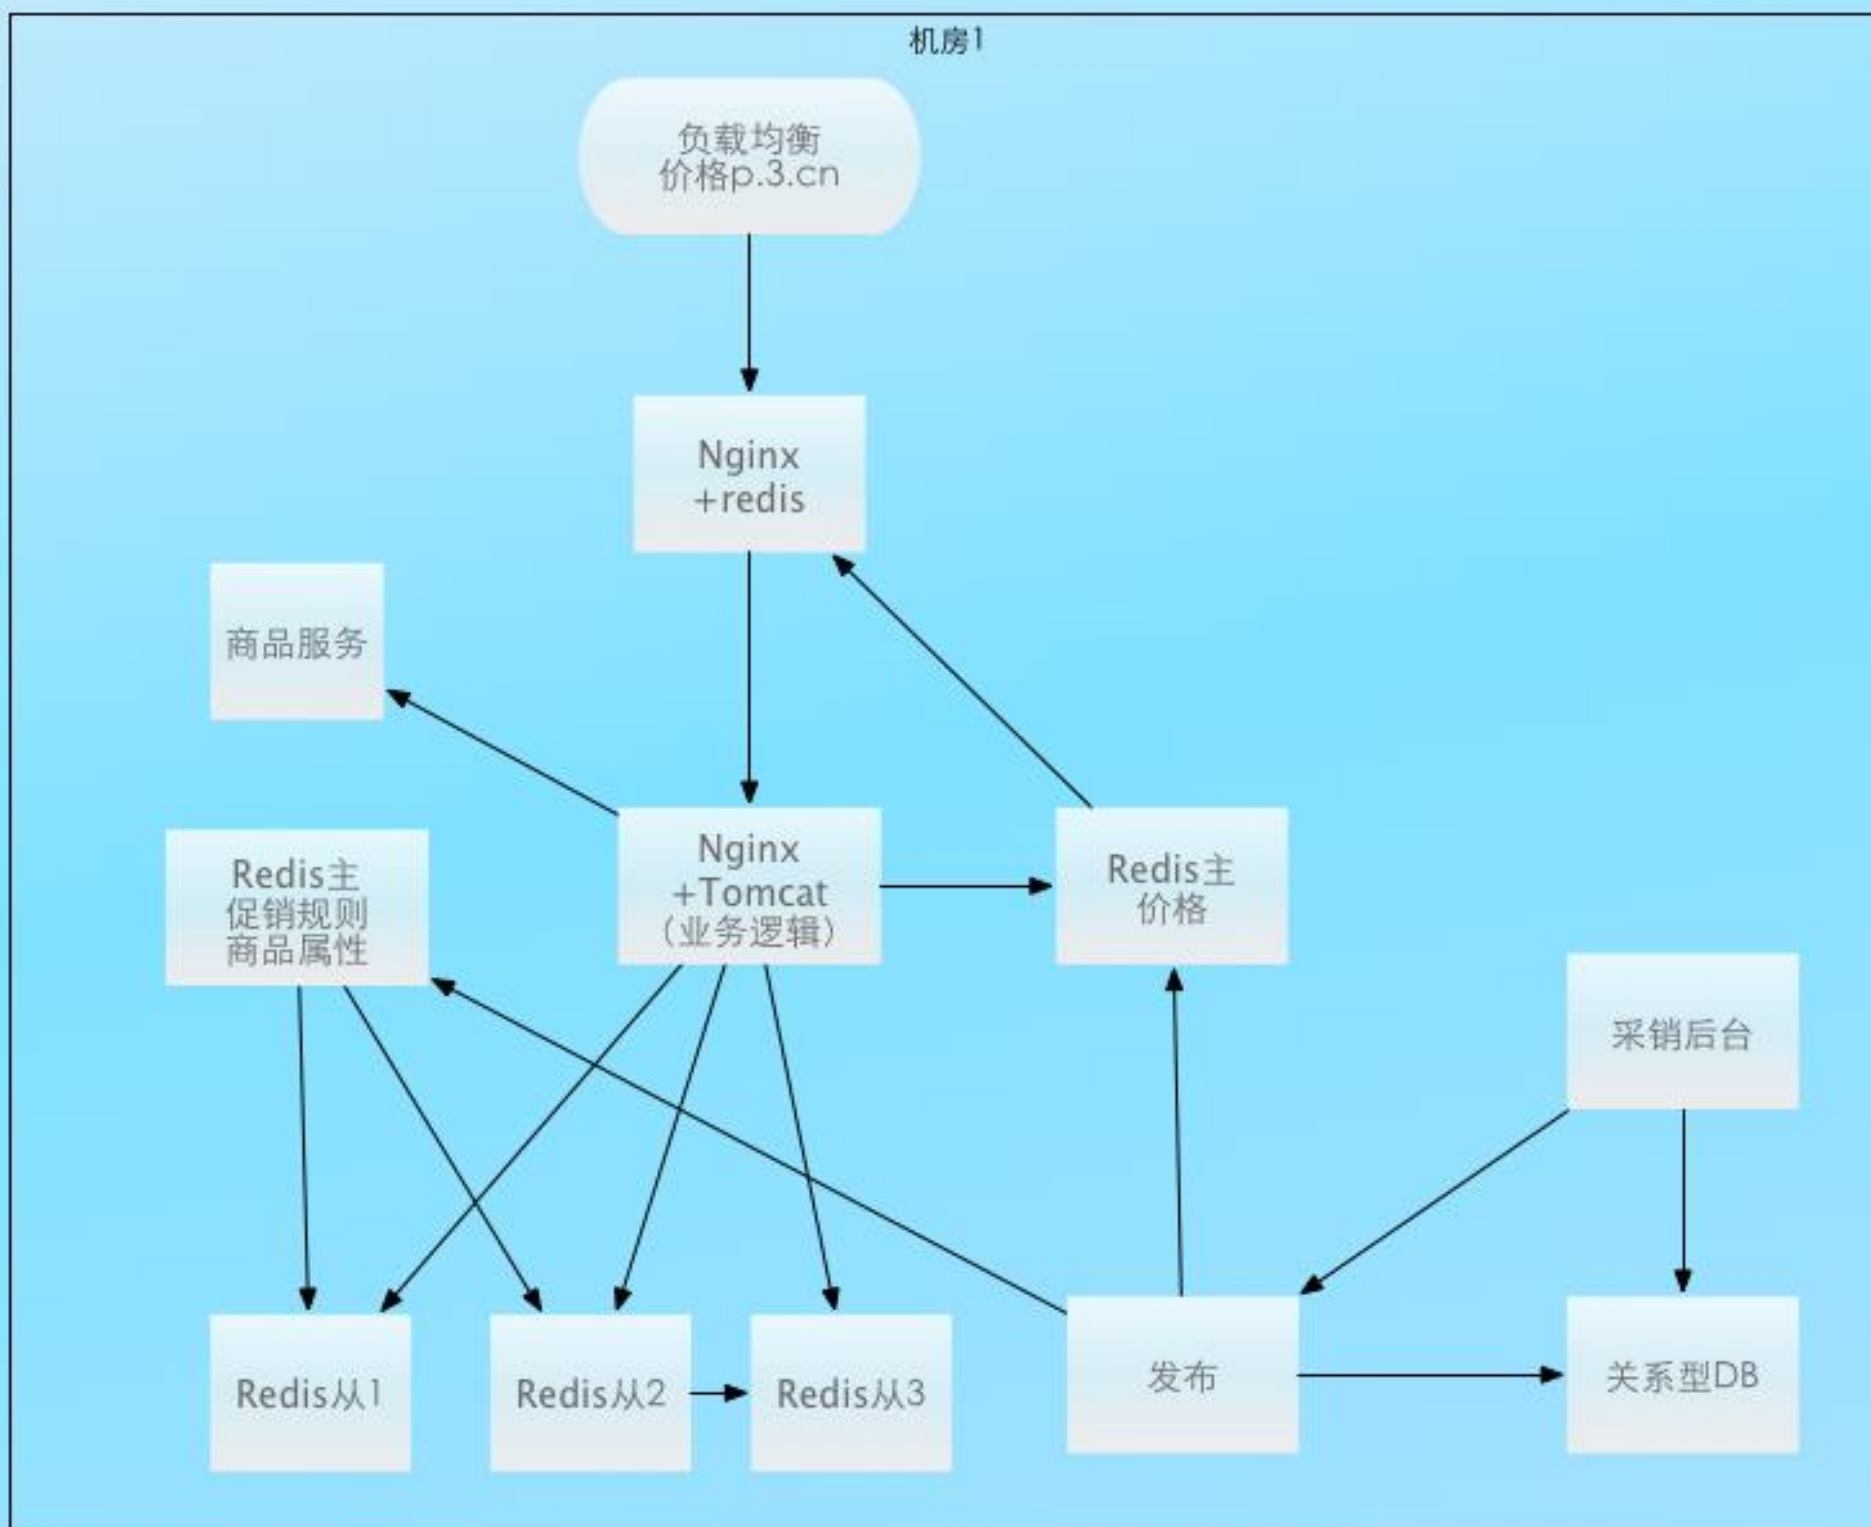 机房1
负载均衡
价格p.3.cn
Nginx
+redis
商品服务
Redis主
促销规则
商品属性
Nginx
+Tomcat
(业务逻辑)
Redis主
价格
采销后台
Redis从1
Redis从2
Redis从3
发布
关系型DB